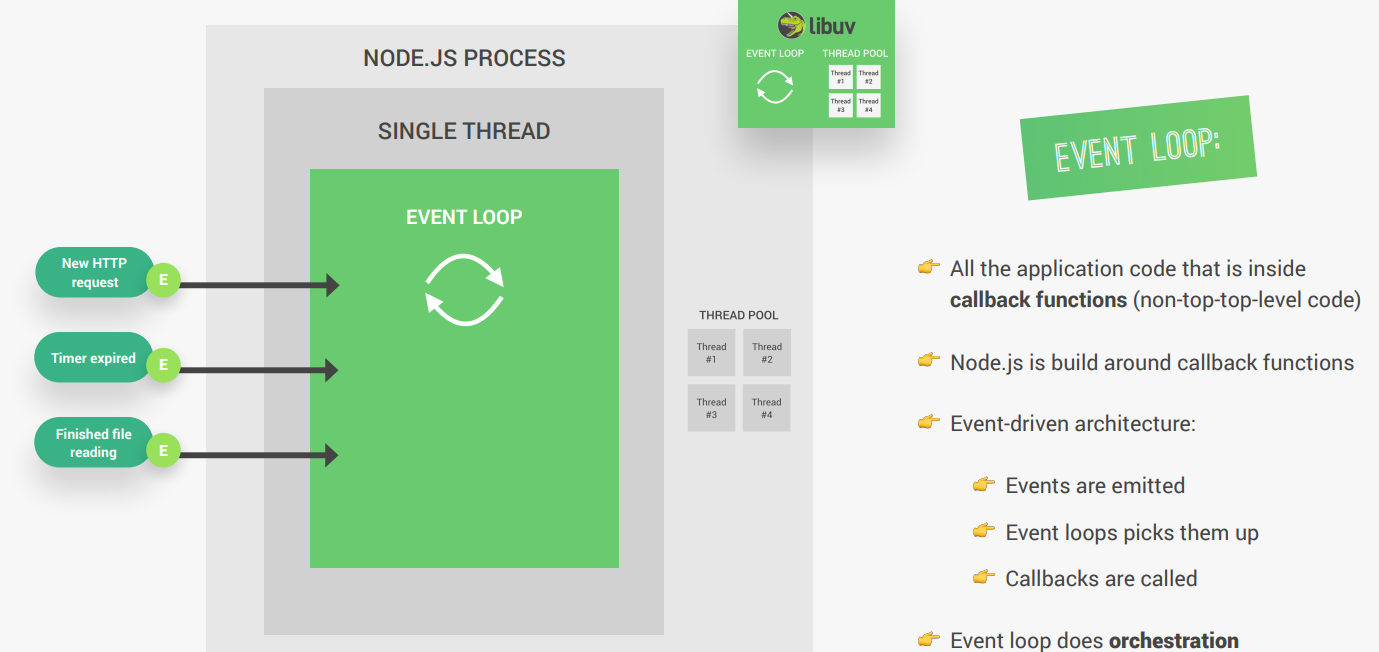 libuv
EVENT LOOP
THREAD POOL
Thread
#1
Thread
#2
Thread
#3
Thread
#4
NODE.JS PROCESS
SINGLE THREAD
EVENT LOOP
New HTTP
request
E
Timer expired
E
Finished file
reading
E
THREAD POOL
Thread
#1
Thread
#2
Thread
#3
Thread
#4
EVENT LOOP:
All the application code that is inside
callback functions (non-top-top-level code)
Node.js is build around callback functions
Event-driven architecture:
Events are emitted
Event loops picks them up
Callbacks are called
Event loop does orchestration